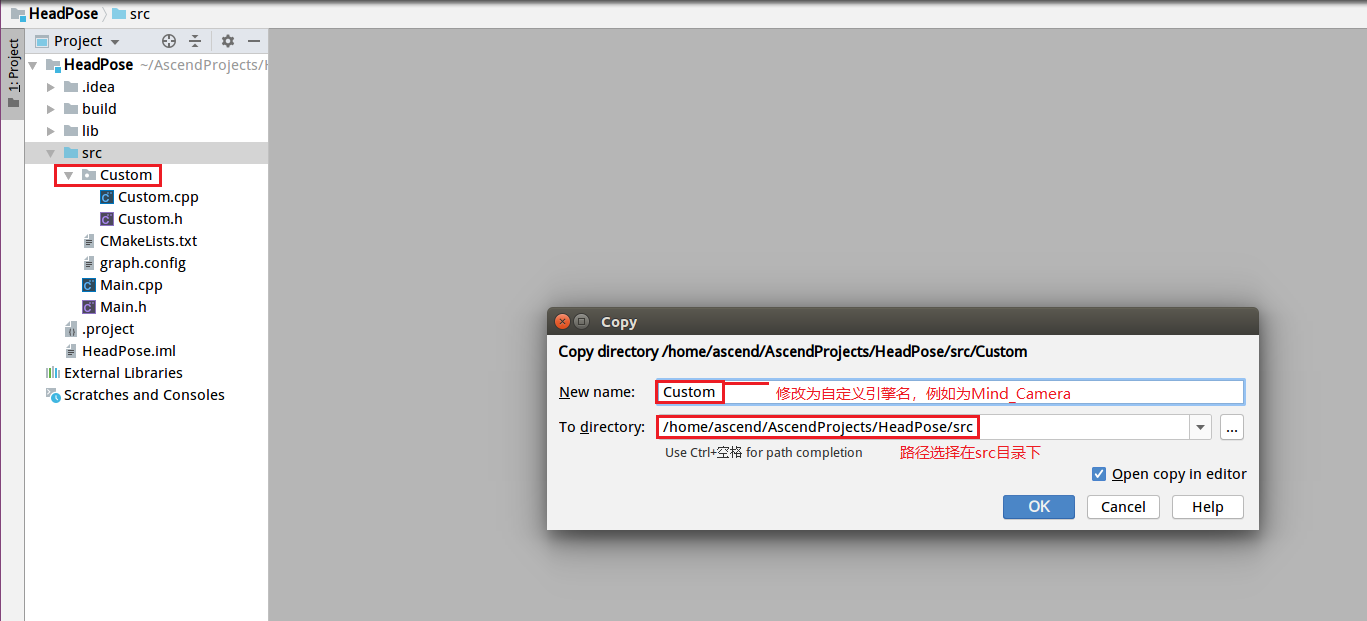 HeadPose src
1: Project
Project
HeadPose ~/AscendProjects/H
.idea
build
lib
src
Custom
Custom.cpp
Custom.h
CMakeLists.txt
graph.config
Main.cpp
Main.h
.project
HeadPose.iml
External Libraries
Scratches and Consoles
Copy
Copy directory /home/ascend/AscendProjects/HeadPose/src/Custom
New name: Custom 修改为自定义引擎名，例如为Mind_Camera
To directory: /home/ascend/AscendProjects/HeadPose/src ...
Use Ctrl+空格 for path completion 路径选择在src目录下
Open copy in editor
OK Cancel Help